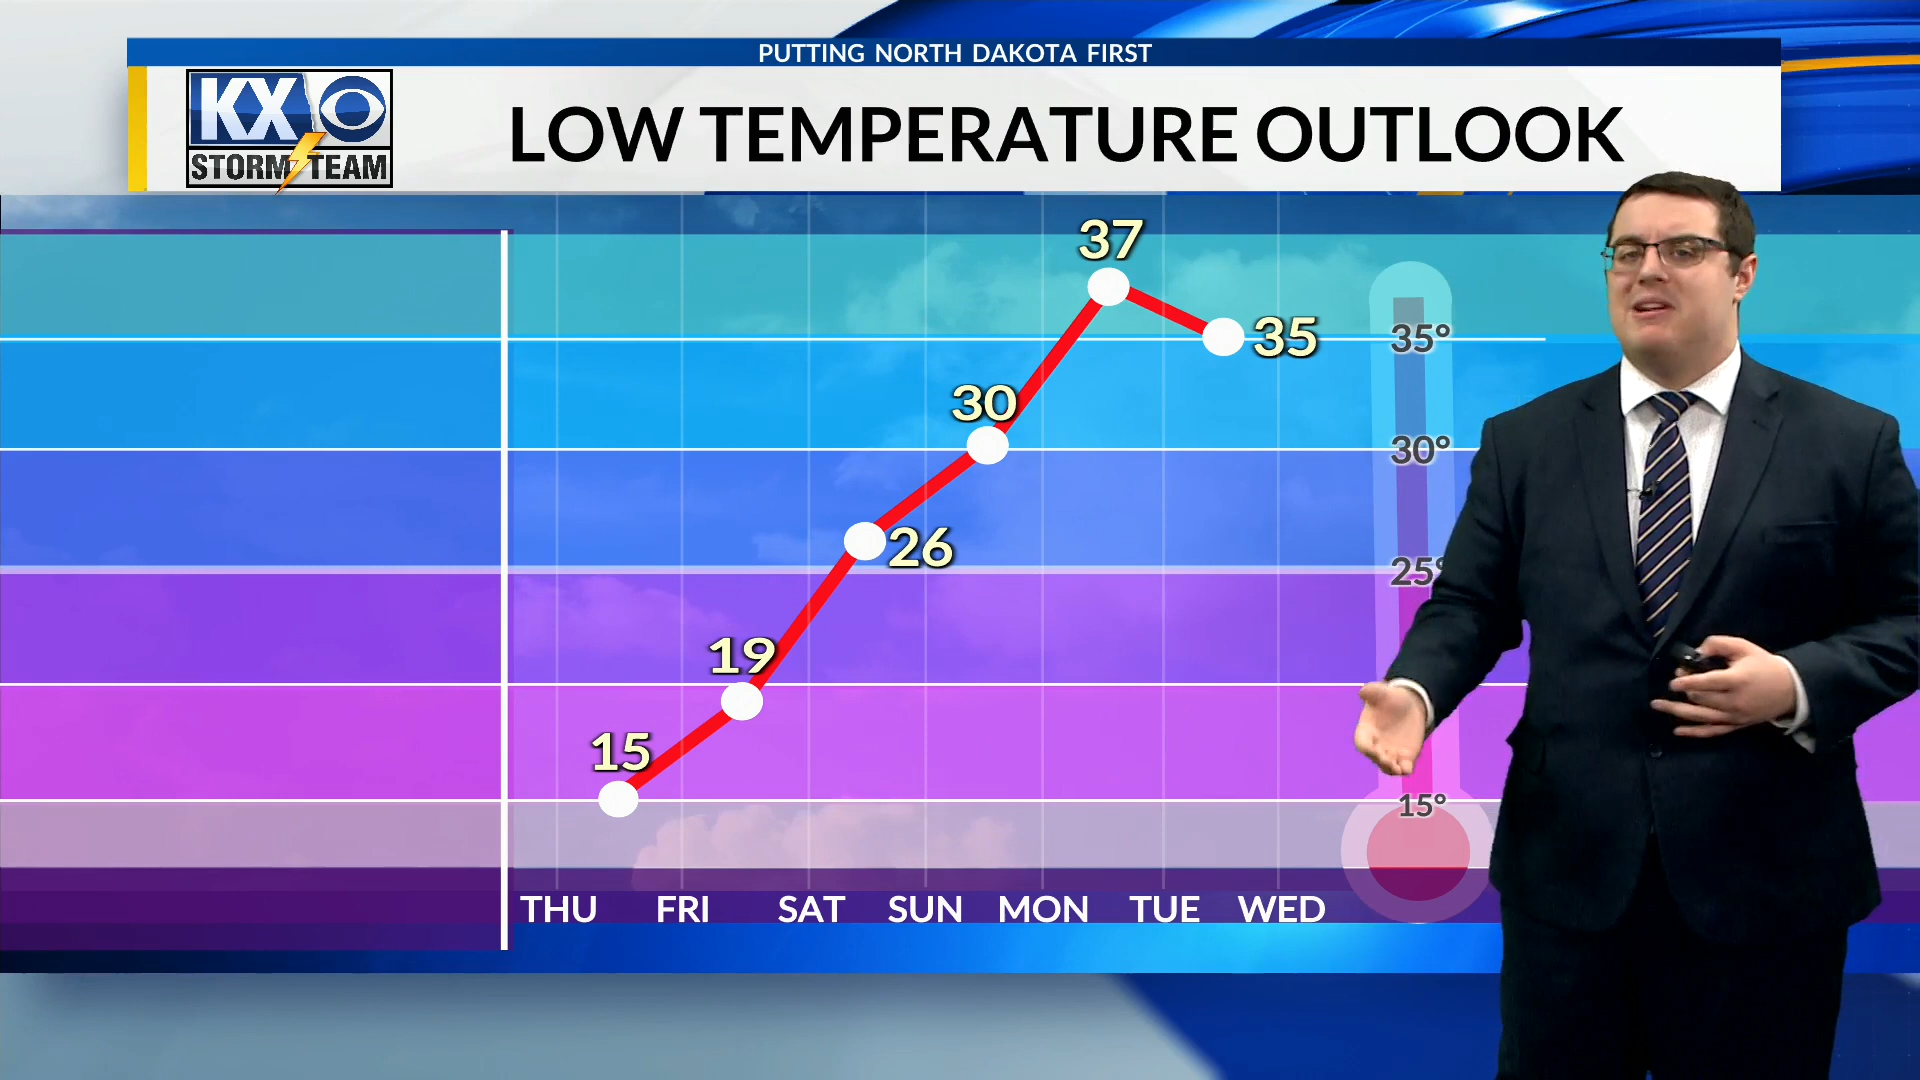 PUTTING NORTH DAKOTA FIRST
KX
STORM TEAM
LOW TEMPERATURE OUTLOOK
37
35
35°
30
30°
26
25°
19
15
15°
THU FRI SAT SUN MON TUE WED